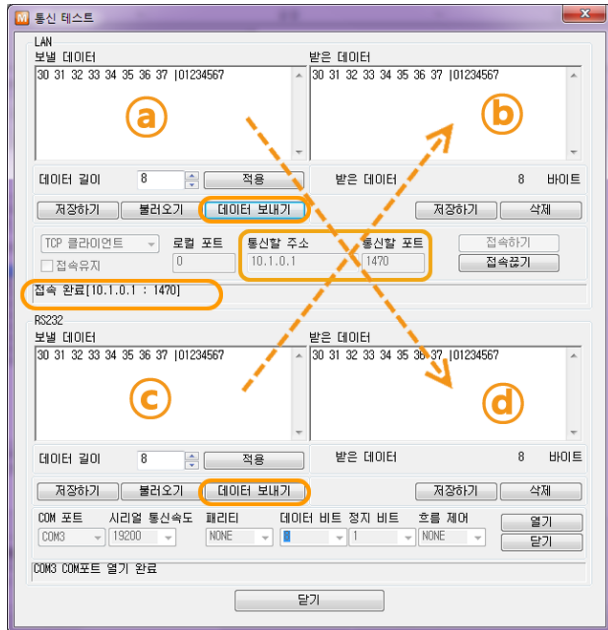 통신 테스트
LAN
보낼 데이터
받은 데이터
30 31 32 33 34 35 36 37 |01234567
30 31 32 33 34 35 36 37 |01234567
ⓐ
ⓑ
데이터 길이 8 적용
받은 데이터 8 바이트
저장하기 불러오기 데이터 보내기
저장하기 삭제
TCP 클라이언트 로컬 포트 통신할 주소 통신할 포트 접속하기
접속유지 0 10.1.0.1 1470 접속끊기
접속 완료[10.1.0.1 : 1470]
RS232
보낼 데이터
받은 데이터
30 31 32 33 34 35 36 37 |01234567
30 31 32 33 34 35 36 37 |01234567
ⓒ
ⓓ
데이터 길이 8 적용
받은 데이터 8 바이트
저장하기 불러오기 데이터 보내기
저장하기 삭제
COM 포트 시리얼 통신속도 패리티 데이터 비트 정지 비트 흐름 제어 열기
COM3 19200 NONE 8 1 NONE 닫기
COM3 COM포트 열기 완료
닫기